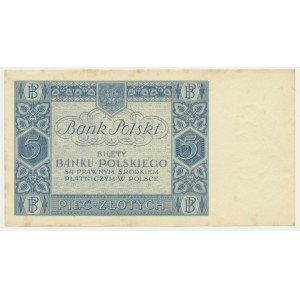 BP BP
Bank Polski
5 5
BILETY
BANKU POLSKIEGO
SĄ PRAWNYM ŚRODKIEM
PŁATNICZYM W POLSCE
BP BP
PIĘĆ ZŁOTYCH